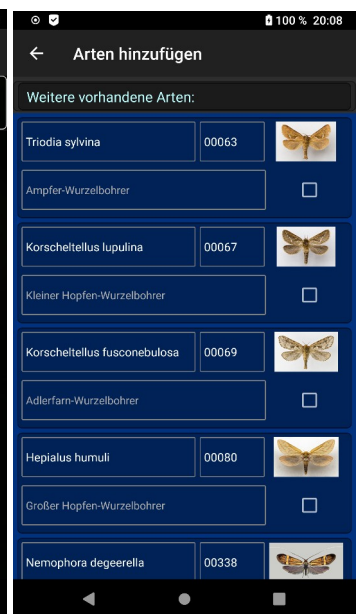 100 % 20:08
Arten hinzufügen
Weitere vorhandene Arten:
Triodia sylvina 00063
Ampfer-Wurzelbohrer
Korscheltellus lupulina 00067
Kleiner Hopfen-Wurzelbohrer
Korscheltellus fusconebulosa 00069
Adlerfarn-Wurzelbohrer
Hepialus humuli 00080
Großer Hopfen-Wurzelbohrer
Nemophora degeerella 00338